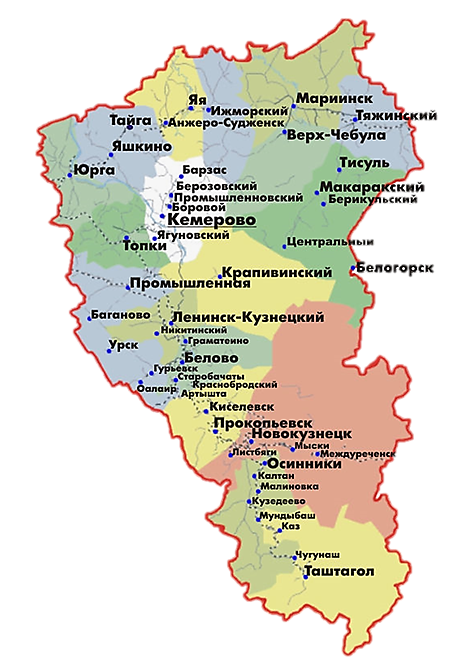 Мариинск
Яя
Ижморский
Тяжинский
Тайга
Анжеро-Судженск
Верх-Чебула
Яшкино
Тисуль
Юрга
Барзас
Берозовский
Макаракский
Промышленновский
Берикульский
Боровой
Кемерово
Ягуновский
Топки
Центральный
Белогорск
Крапивинский
Промышленная
Баганово
Ленинск-Кузнецкий
Никитинский
Урск
Граматеино
Белово
Гурьевск
Старобачаты
Краснобродский
Салаир
Артышта
Киселевск
Прокопьевск
Новокузнецк
Мыски
Листвяги
Междуреченск
Осинники
Калтан
Малиновка
Кузедеево
Мундыбаш
Каз
Чугунаш
Таштагол